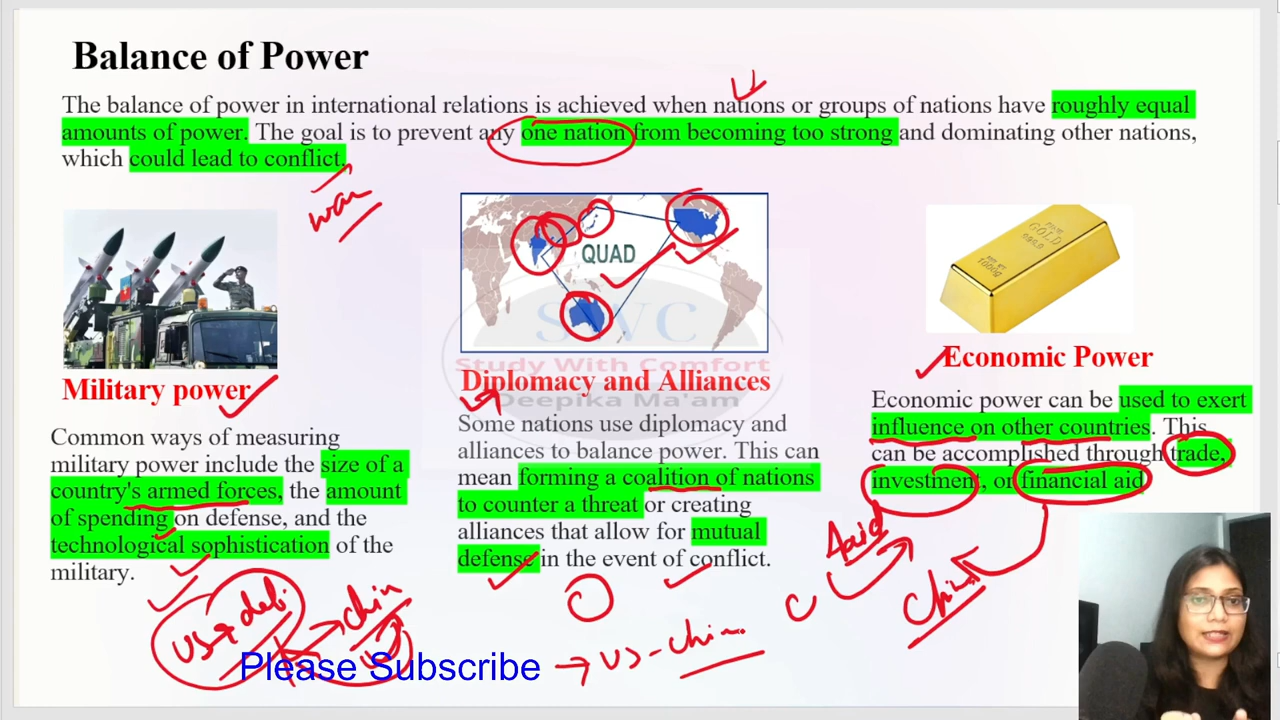 Balance of Power
The balance of power in international relations is achieved when nations or groups of nations have roughly equal
amounts of power. The goal is to prevent any one nation from becoming too strong and dominating other nations,
which could lead to conflict.
war
QUAD
GOLD
999.9
1000g
SWC
Study With Comfort
Deepika Ma'am
Military power
Common ways of measuring
military power include the size of a
country's armed forces, the amount
of spending on defense, and the
technological sophistication of the
military.
Diplomacy and Alliances
Some nations use diplomacy and
alliances to balance power. This can
mean forming a coalition of nations
to counter a threat or creating
alliances that allow for mutual
defense in the event of conflict.
Economic Power
Economic power can be used to exert
influence on other countries. This
can be accomplished through trade,
investment, or financial aid
Aaid
China
US
Please Subscribe
US - China